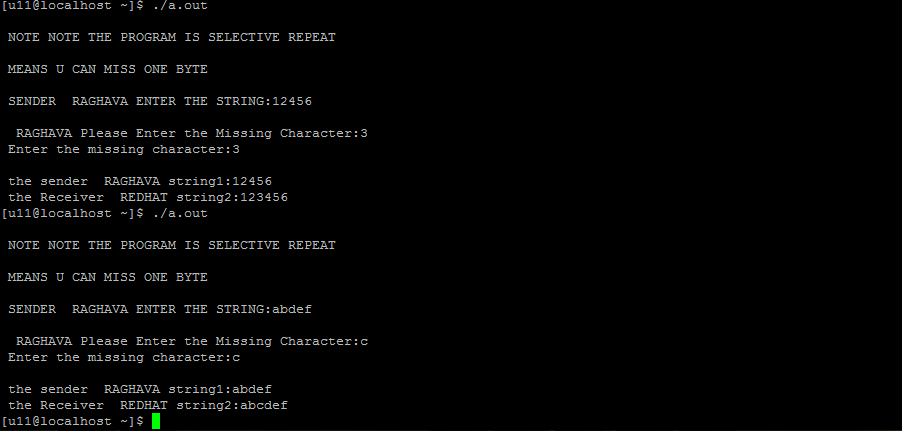 [u11@localhost ~]$ ./a.out
NOTE NOTE THE PROGRAM IS SELECTIVE REPEAT
MEANS U CAN MISS ONE BYTE
SENDER  RAGHAVA ENTER THE STRING:12456
RAGHAVA Please Enter the Missing Character:3
Enter the missing character:3
the sender  RAGHAVA string1:12456
the Receiver  REDHAT string2:123456
[u11@localhost ~]$ ./a.out
NOTE NOTE THE PROGRAM IS SELECTIVE REPEAT
MEANS U CAN MISS ONE BYTE
SENDER  RAGHAVA ENTER THE STRING:abdef
RAGHAVA Please Enter the Missing Character:c
Enter the missing character:c
the sender  RAGHAVA string1:abdef
the Receiver  REDHAT string2:abcdef
[u11@localhost ~]$